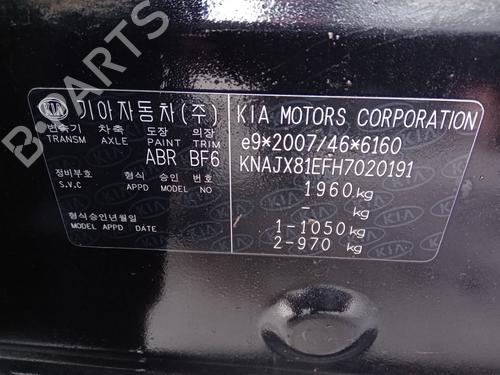 KIA 기아자동차(주)
변속기 차축 도장 의장
TRANSM AXLE PAINT TRIM
ABR BF6
정비부호 형식 승인 번호
S.V.C APPD MODEL NO
형식승인년월일
MODEL APPD DATE
KIA MOTORS CORPORATION
e9*2007/46*6160
KNAJX81EFH7020191
1960 kg
- kg
1-1050 kg
2-970 kg
B-PARTS